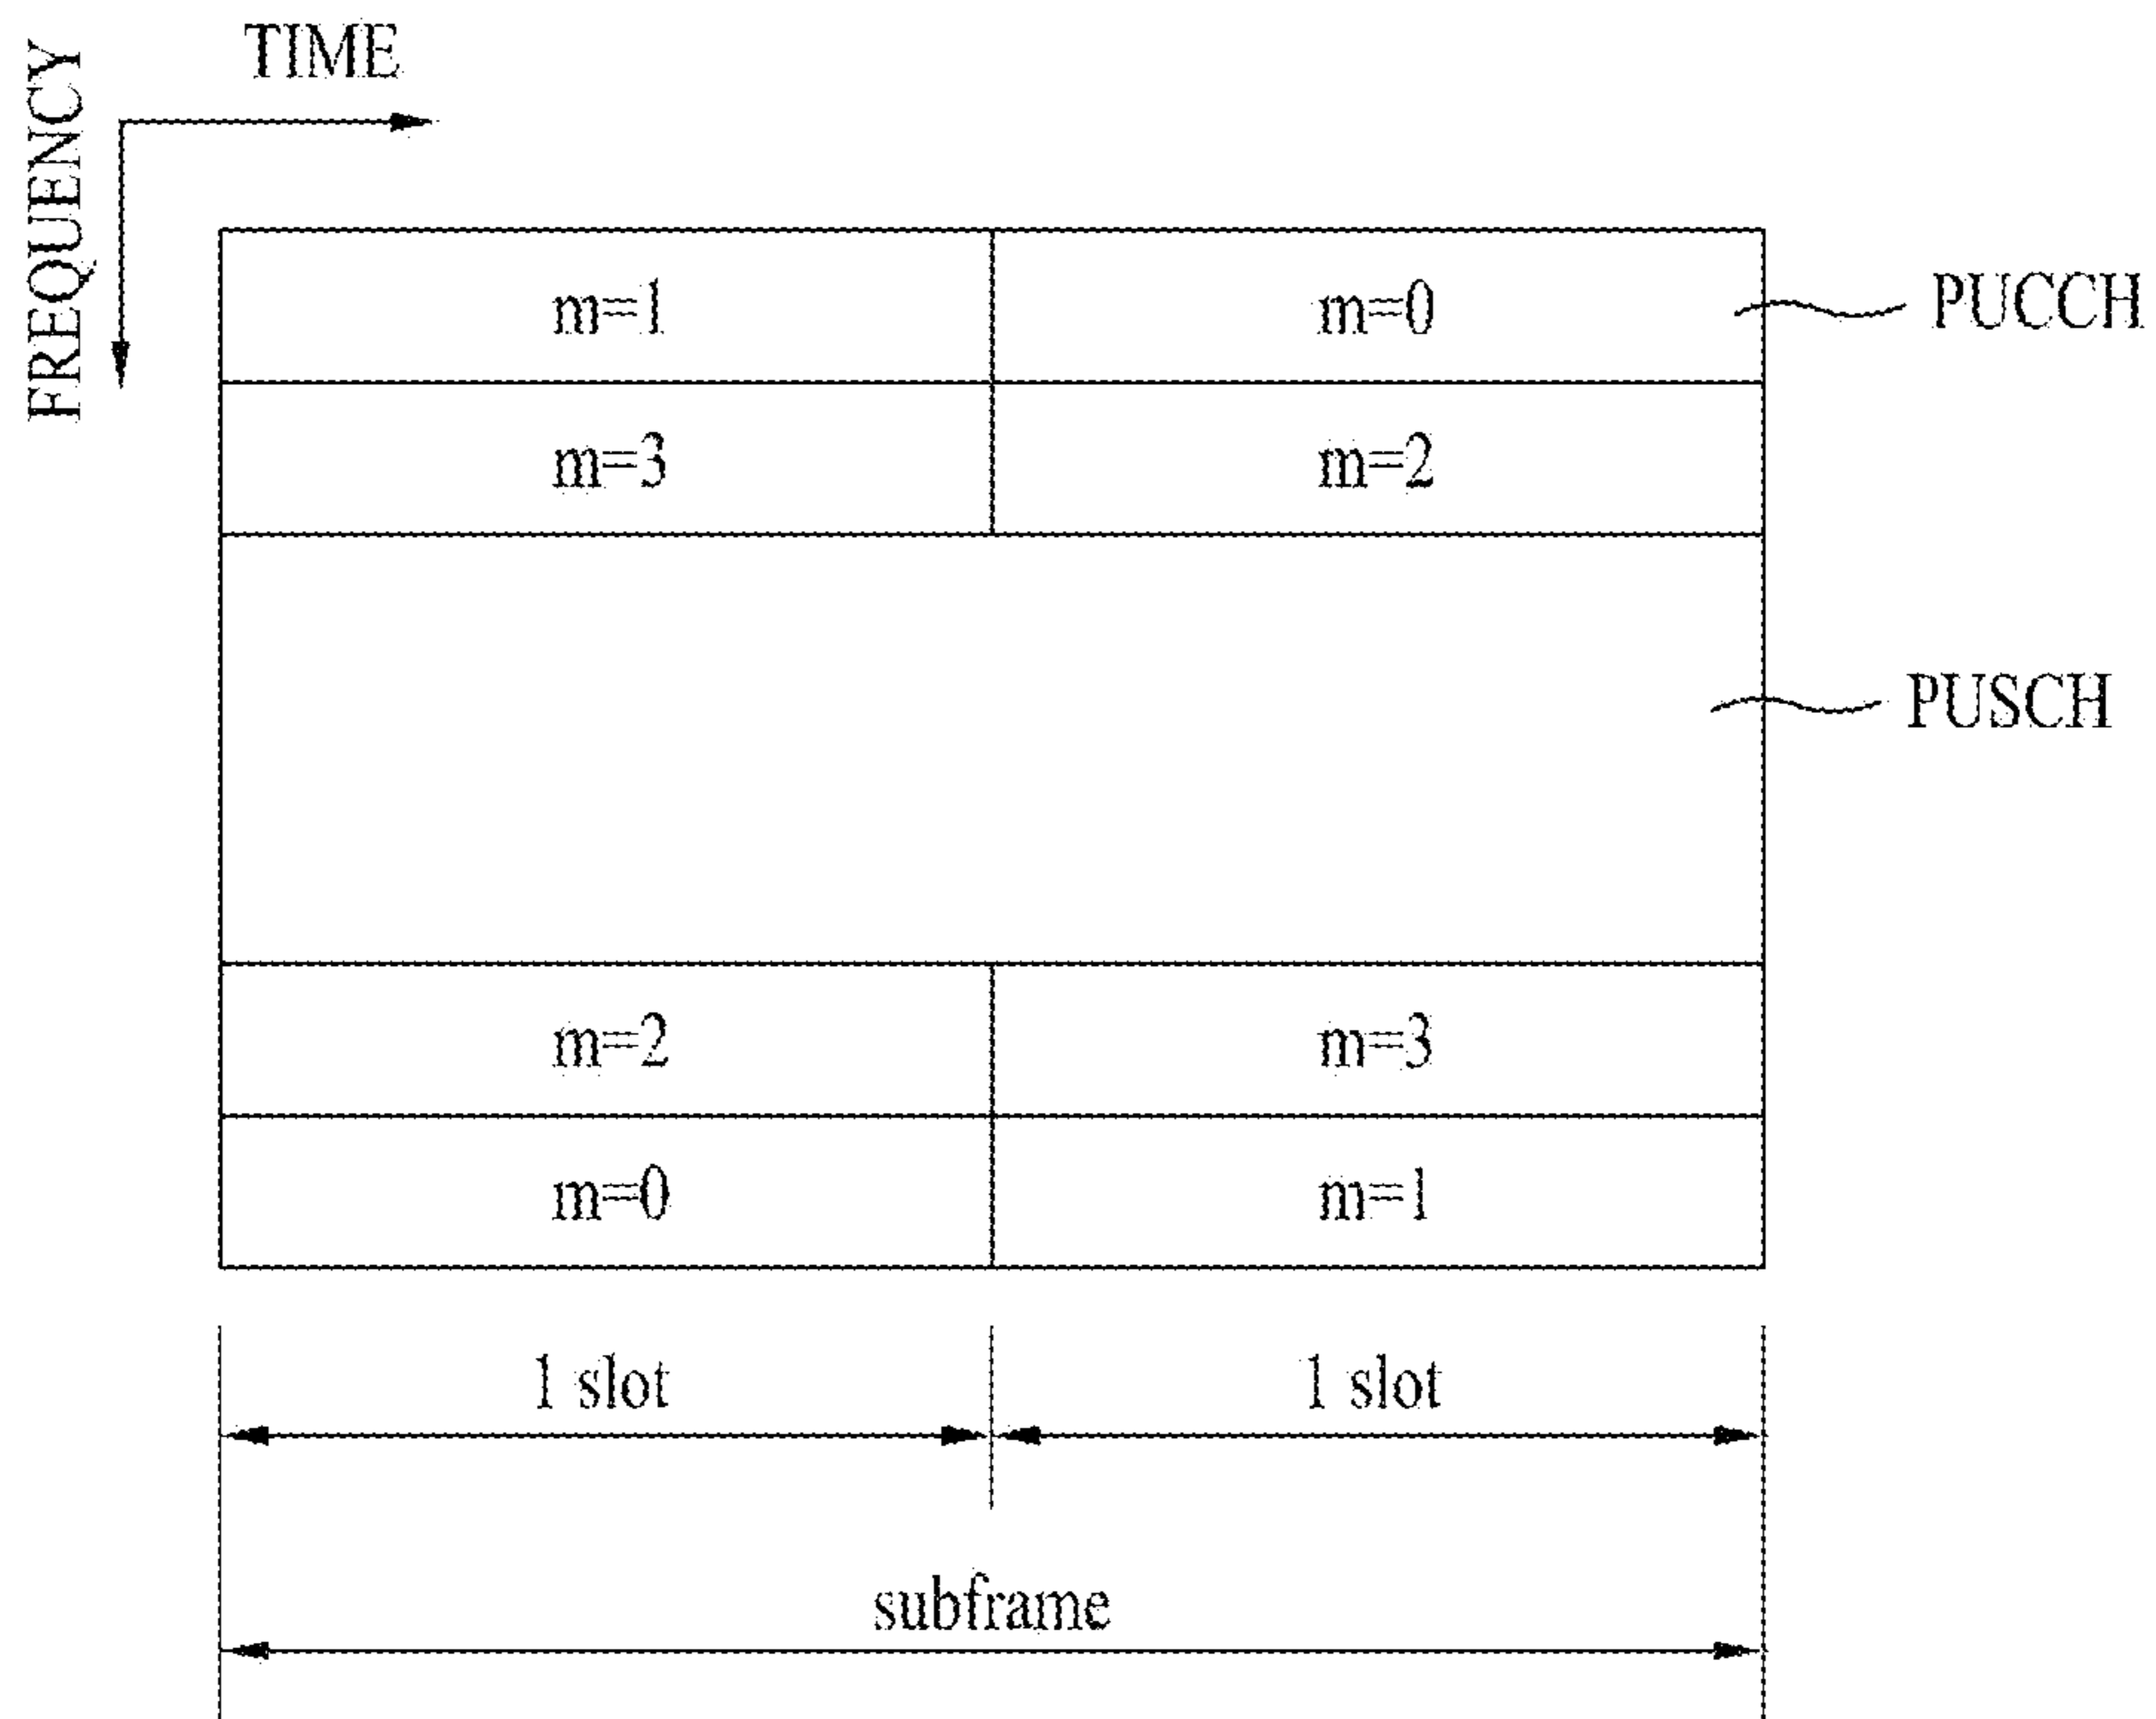 TIME
FREQUENCY
m=1
m=0
PUCCH
m=3
m=2
PUSCH
m=2
m=3
m=0
m=1
1 slot
1 slot
subframe